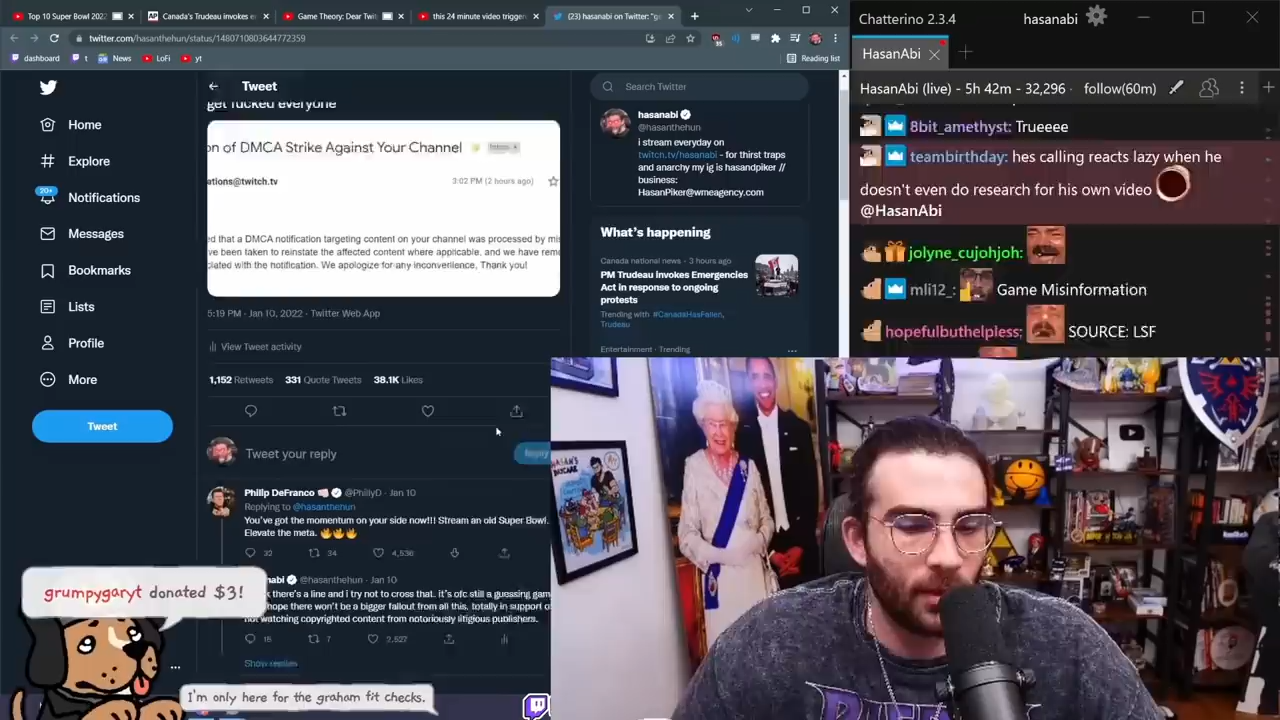 Top 10 Super Bowl 2022
Canada's Trudeau invokes e
Game Theory: Dear Twit
this 24 minute video trigger
(23) hasanabi on Twitter: "ge
twitter.com/hasanthehun/status/1480710803644772359
dashboard
t
News
LoFi
yt
Reading list
Home
Explore
20+
Notifications
Messages
Bookmarks
Lists
Profile
More
Tweet
Tweet
get fucked everyone
on of DMCA Strike Against Your Channel
ations@twitch.tv
3:02 PM (2 hours ago)
ed that a DMCA notification targeting content on your channel was processed by mis
ve been taken to reinstate the affected content where applicable, and we have remo
ciated with the notification. We apologize for any inconvenience, Thank you!
5:19 PM · Jan 10, 2022 · Twitter Web App
View Tweet activity
1,152 Retweets 331 Quote Tweets 38.1K Likes
Tweet your reply
Reply
Philip DeFranco @PhillyD · Jan 10
Replying to @hasanthehun
You've got the momentum on your side now!!! Stream an old Super Bowl.
Elevate the meta.
32 34 4,536
nabi @hasanthehun · Jan 10
k there's a line and i try not to cross that. it's ofc still a guessing gam
hope there won't be a bigger fallout from all this. totally in support o
not watching copyrighted content from notoriously litigious publishers.
15 7 2,527
Show replies
Search Twitter
hasanabi
@hasanthehun
i stream everyday on
twitch.tv/hasanabi - for thirst traps
and anarchy my ig is hasandpiker //
business:
HasanPiker@wmeagency.com
What's happening
Canada national news · 3 hours ago
PM Trudeau invokes Emergencies
Act in response to ongoing
protests
Trending with #CanadaHasFallen,
Trudeau
Entertainment · Trending
Chatterino 2.3.4
hasanabi
HasanAbi
HasanAbi (live) - 5h 42m - 32,296
follow(60m)
8bit_amethyst: Trueeee
teambirthday: hes calling reacts lazy when he
doesn't even do research for his own video
@HasanAbi
jolyne_cujohjoh:
mli12_: Game Misinformation
hopefulbuthelpless; SOURCE: LSF
grumpygaryt donated $3!
I'm only here for the graham fit checks.